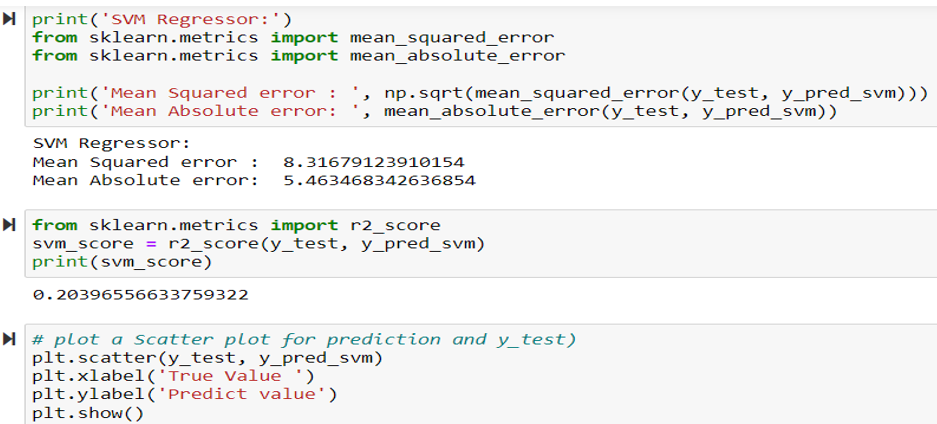 print('SVM Regressor:')
from sklearn.metrics import mean_squared_error
from sklearn.metrics import mean_absolute_error
print('Mean Squared error : ', np.sqrt(mean_squared_error(y_test, y_pred_svm)))
print('Mean Absolute error: ', mean_absolute_error(y_test, y_pred_svm))
SVM Regressor:
Mean Squared error :  8.31679123910154
Mean Absolute error:  5.463468342636854
from sklearn.metrics import r2_score
svm_score = r2_score(y_test, y_pred_svm)
print(svm_score)
0.20396556633759322
# plot a Scatter plot for prediction and y_test)
plt.scatter(y_test, y_pred_svm)
plt.xlabel('True Value ')
plt.ylabel('Predict value')
plt.show()